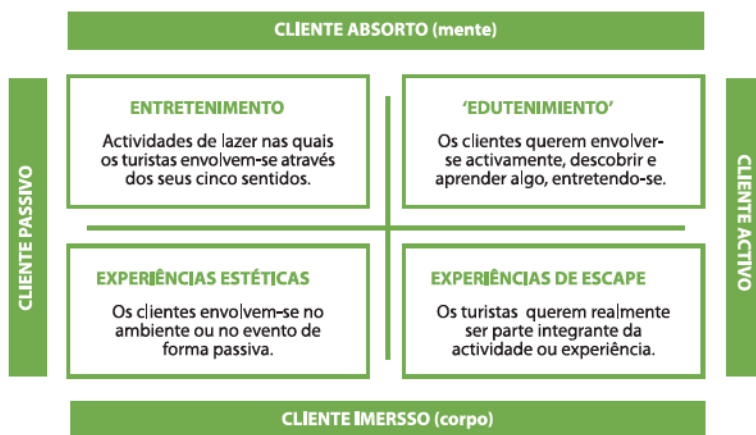 CLIENTE ABSORTO (mente)
CLIENTE PASSIVO
ENTRETENIMENTO
Actividades de lazer nas quais
os turistas envolvem-se através
dos seus cinco sentidos.
'EDUTENIMIENTO'
Os clientes querem envolver-
se activamente, descobrir e
aprender algo, entretendo-se.
CLIENTE ACTIVO
EXPERIÊNCIAS ESTÉTICAS
Os clientes envolvem-se no
ambiente ou no evento de
forma passiva.
EXPERIÊNCIAS DE ESCAPE
Os turistas querem realmente
ser parte integrante da
actividade ou experiência.
CLIENTE IMERSSO (corpo)